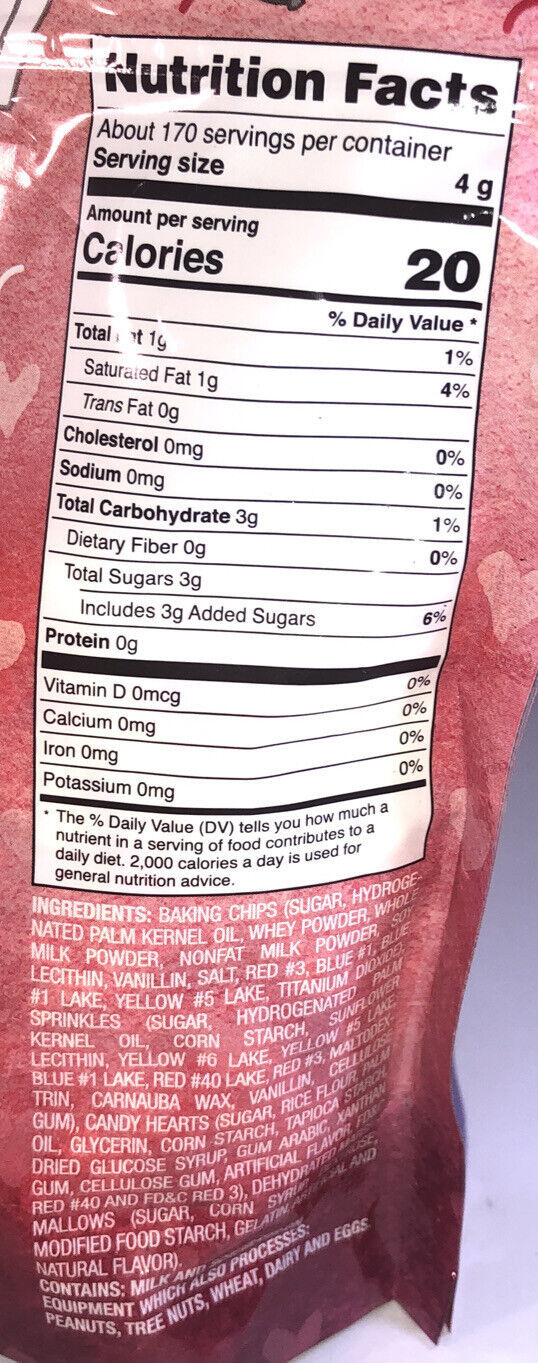 Nutrition Facts
About 170 servings per container
Serving size 4 g
Amount per serving
Calories 20
% Daily Value *
Total Fat 1g 1%
Saturated Fat 1g 4%
Trans Fat 0g
Cholesterol 0mg 0%
Sodium 0mg 0%
Total Carbohydrate 3g 1%
Dietary Fiber 0g 0%
Total Sugars 3g
Includes 3g Added Sugars 6%
Protein 0g
Vitamin D 0mcg 0%
Calcium 0mg 0%
Iron 0mg 0%
Potassium 0mg 0%
* The % Daily Value (DV) tells you how much a
nutrient in a serving of food contributes to a
daily diet. 2,000 calories a day is used for
general nutrition advice.
INGREDIENTS: BAKING CHIPS (SUGAR, HYDROGE-
NATED PALM KERNEL OIL, WHEY POWDER, WHOLE
MILK POWDER, NONFAT MILK POWDER, SOY
LECITHIN, VANILLIN, SALT, RED #3, BLUE #1, BLUE
#1 LAKE, YELLOW #5 LAKE, TITANIUM DIOXIDE),
SPRINKLES (SUGAR, HYDROGENATED PALM
KERNEL OIL, CORN STARCH, SUNFLOWER
LECITHIN, YELLOW #6 LAKE, YELLOW #5 LAKE,
BLUE #1 LAKE, RED #40 LAKE, RED #3, MALTODEX-
TRIN, CARNAUBA WAX, VANILLIN, CELLULOSE
GUM), CANDY HEARTS (SUGAR, RICE FLOUR, PALM
OIL, GLYCERIN, CORN STARCH, TAPIOCA STARCH,
DRIED GLUCOSE SYRUP, GUM ARABIC, XANTHAN
GUM, CELLULOSE GUM, ARTIFICIAL FLAVOR,
RED #40 AND FD&C RED 3), DEHYDRATED
MALLOWS (SUGAR, CORN SYRUP,
MODIFIED FOOD STARCH, GELATIN, AND
NATURAL FLAVOR).
CONTAINS: MILK AND
EQUIPMENT WHICH ALSO PROCESSES:
PEANUTS, TREE NUTS, WHEAT, DAIRY AND EGGS.